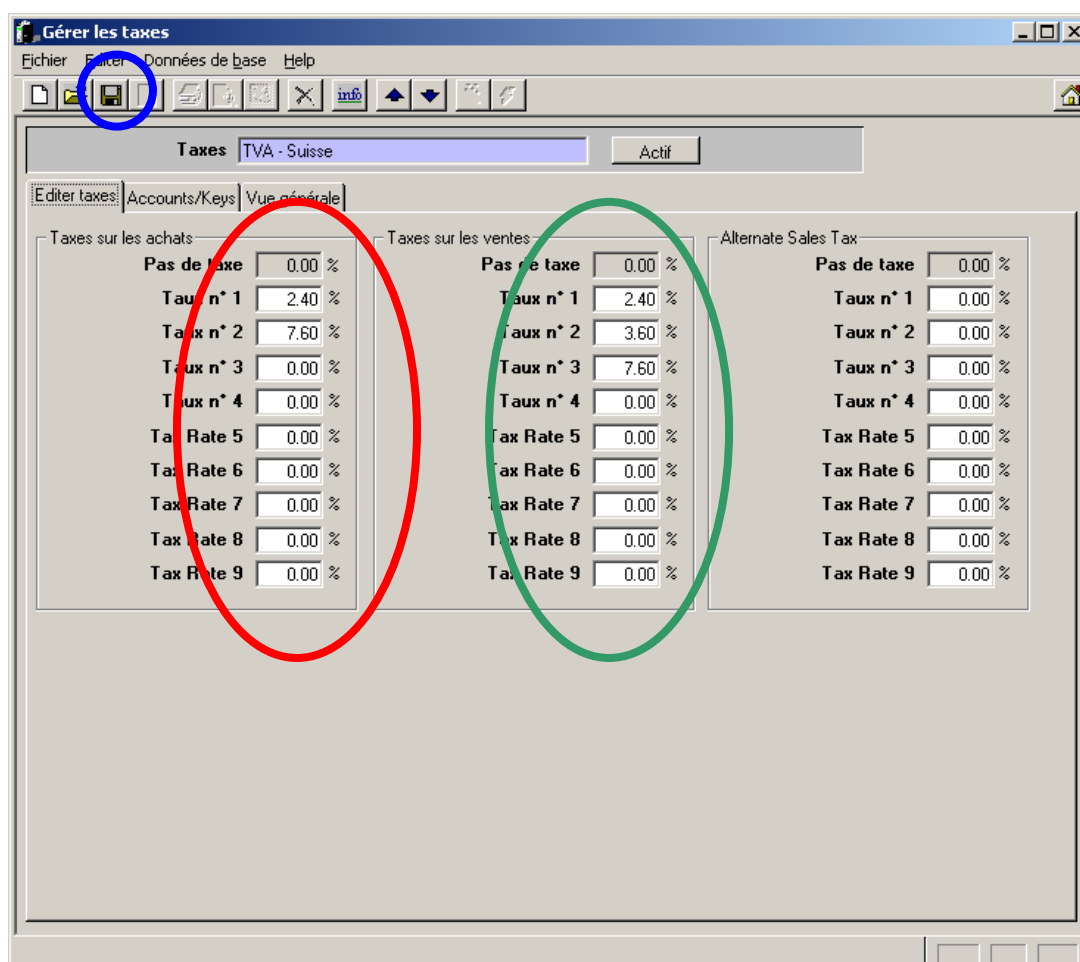 Gérer les taxes
Fichier Editer Données de base Help
info
Taxes TVA - Suisse Actif
Editer taxes Accounts/Keys Vue générale
Taxes sur les achats Taxes sur les ventes Alternate Sales Tax
Pas de taxe 0.00 % Pas de taxe 0.00 % Pas de taxe 0.00 %
Taux n° 1 2.40 % Taux n° 1 2.40 % Taux n° 1 0.00 %
Taux n° 2 7.60 % Taux n° 2 3.60 % Taux n° 2 0.00 %
Taux n° 3 0.00 % Taux n° 3 7.60 % Taux n° 3 0.00 %
Taux n° 4 0.00 % Taux n° 4 0.00 % Taux n° 4 0.00 %
Tax Rate 5 0.00 % Tax Rate 5 0.00 % Tax Rate 5 0.00 %
Tax Rate 6 0.00 % Tax Rate 6 0.00 % Tax Rate 6 0.00 %
Tax Rate 7 0.00 % Tax Rate 7 0.00 % Tax Rate 7 0.00 %
Tax Rate 8 0.00 % Tax Rate 8 0.00 % Tax Rate 8 0.00 %
Tax Rate 9 0.00 % Tax Rate 9 0.00 % Tax Rate 9 0.00 %